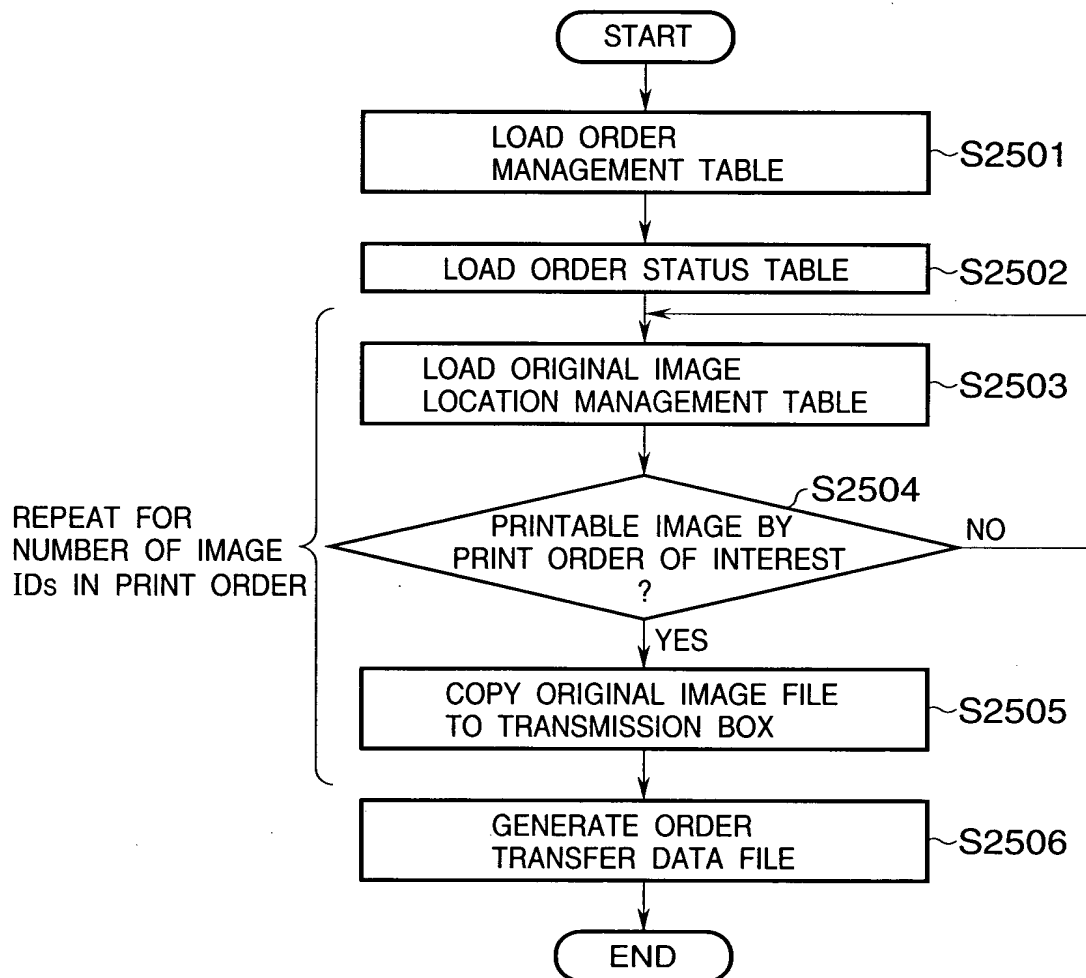 START
LOAD ORDER
MANAGEMENT TABLE
S2501
LOAD ORDER STATUS TABLE
S2502
LOAD ORIGINAL IMAGE
LOCATION MANAGEMENT TABLE
S2503
REPEAT FOR
NUMBER OF IMAGE
IDs IN PRINT ORDER
S2504
PRINTABLE IMAGE BY
PRINT ORDER OF INTEREST
?
NO
YES
COPY ORIGINAL IMAGE FILE
TO TRANSMISSION BOX
S2505
GENERATE ORDER
TRANSFER DATA FILE
S2506
END